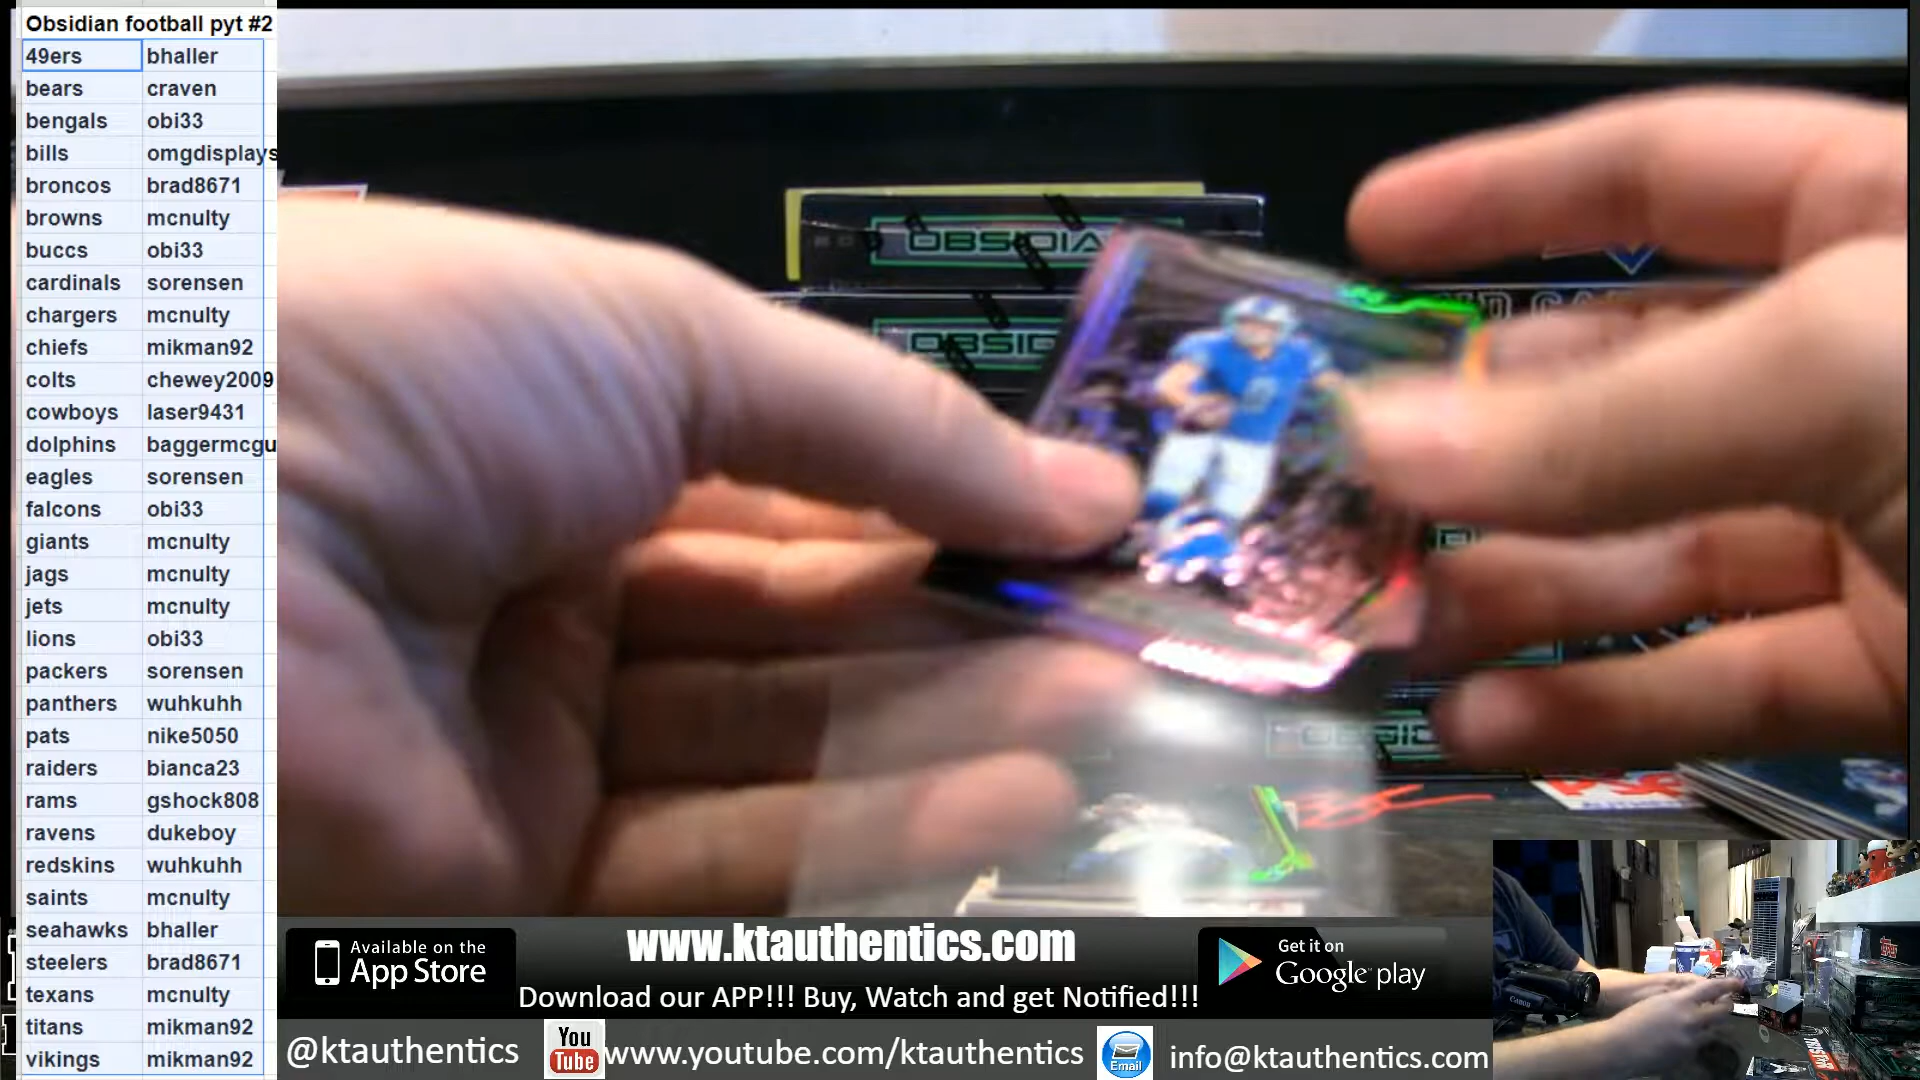 Obsidian football pyt #2
49ers bhaller
bears craven
bengals obi33
bills omgdisplays
broncos brad8671
browns mcnulty
buccs obi33
cardinals sorensen
chargers mcnulty
chiefs mikman92
colts chewey2009
cowboys laser9431
dolphins baggermcgu
eagles sorensen
falcons obi33
giants mcnulty
jags mcnulty
jets mcnulty
lions obi33
packers sorensen
panthers wuhkuhh
pats nike5050
raiders bianca23
rams gshock808
ravens dukeboy
redskins wuhkuhh
saints mcnulty
seahawks bhaller
steelers brad8671
texans mcnulty
titans mikman92
vikings mikman92
OBSIDIA
OBSID
OBSID
Available on the
App Store
www.ktauthentics.com
Get it on
Google play
Download our APP!!! Buy, Watch and get Notified!!!
@ktauthentics
You
Tube
www.youtube.com/ktauthentics
Email
info@ktauthentics.com
Canon